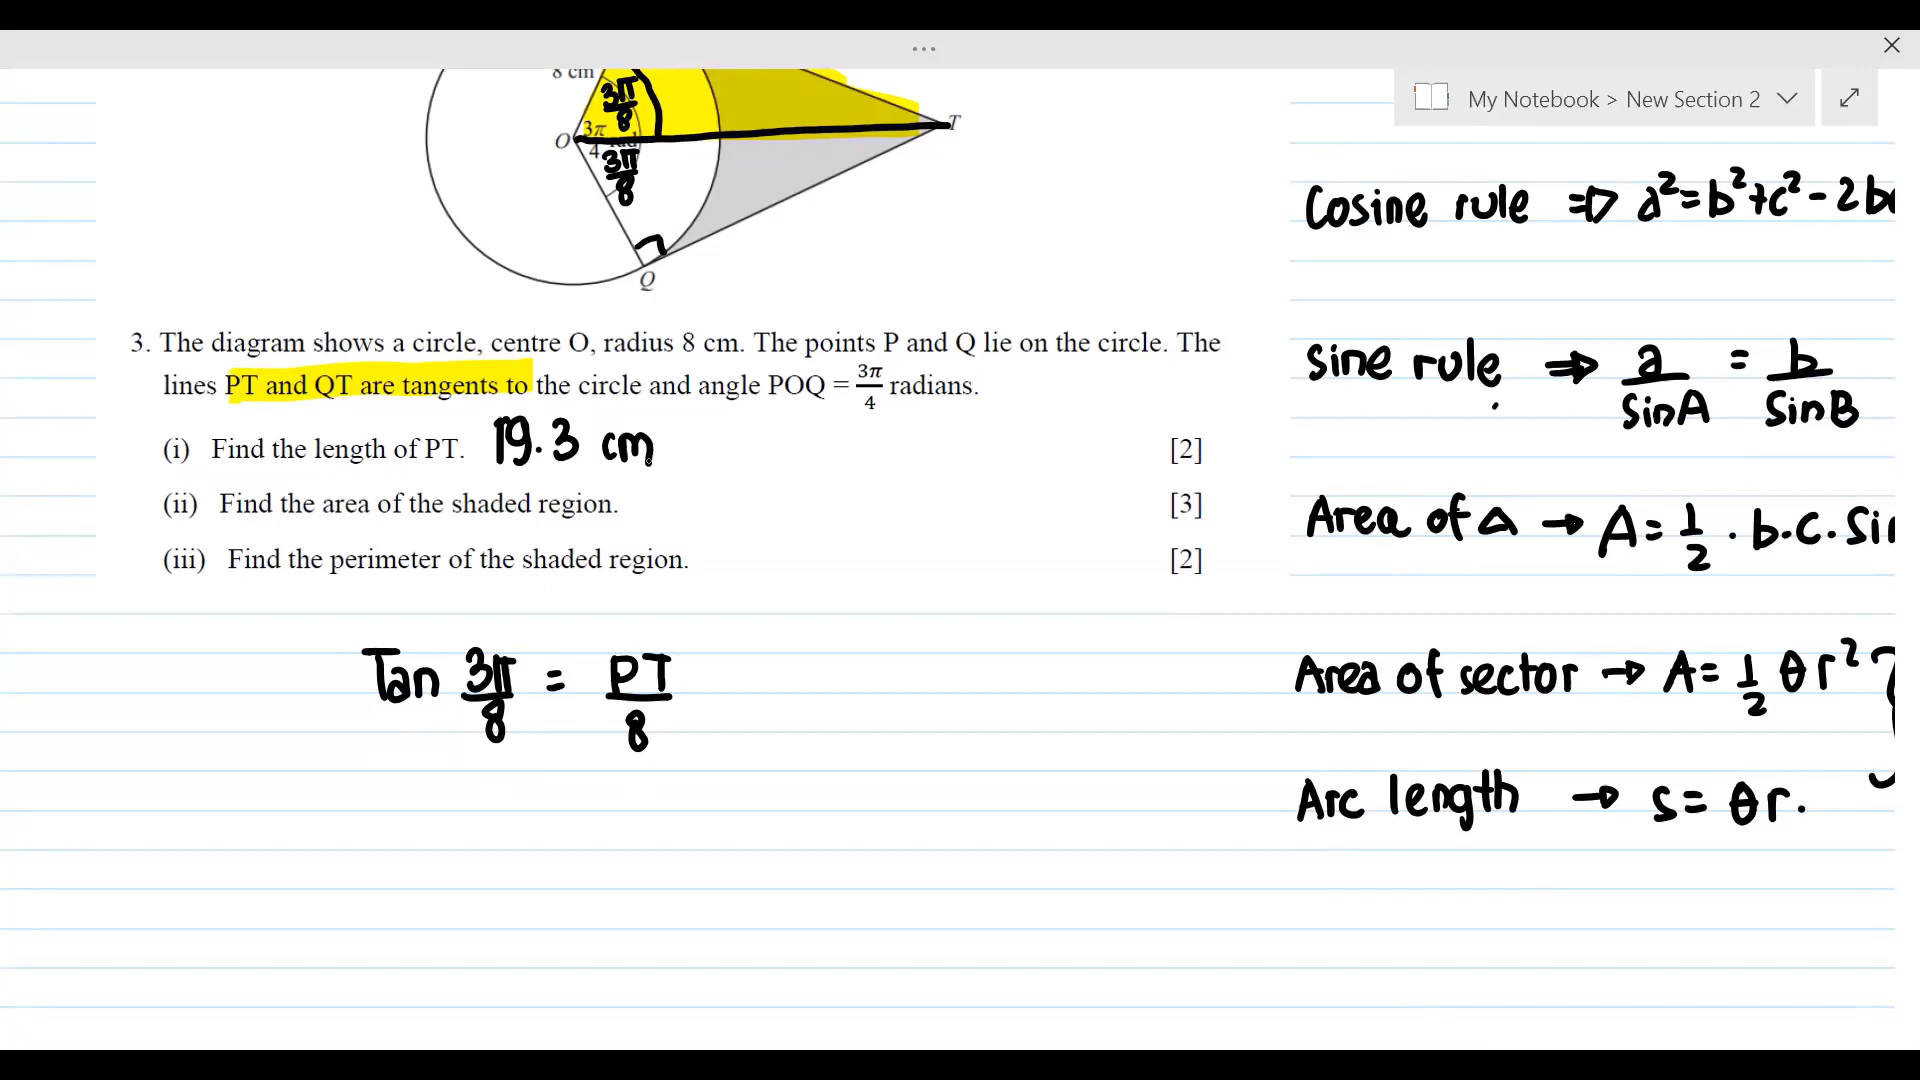 ...
My Notebook > New Section 2
8 cm
3π/8
O 3π/4 rad
T
3π/8
Q
3. The diagram shows a circle, centre O, radius 8 cm. The points P and Q lie on the circle. The
lines PT and QT are tangents to the circle and angle POQ = 3π/4 radians.
(i) Find the length of PT. 19.3 cm [2]
(ii) Find the area of the shaded region. [3]
(iii) Find the perimeter of the shaded region. [2]
Tan 3π/8 = PT/8
Cosine rule => a² = b² + c² - 2b
Sine rule => a/SinA = b/SinB
Area of Δ → A = 1/2 . b.c. Sin
Area of sector → A = 1/2 θ r²
Arc length → s = θr.